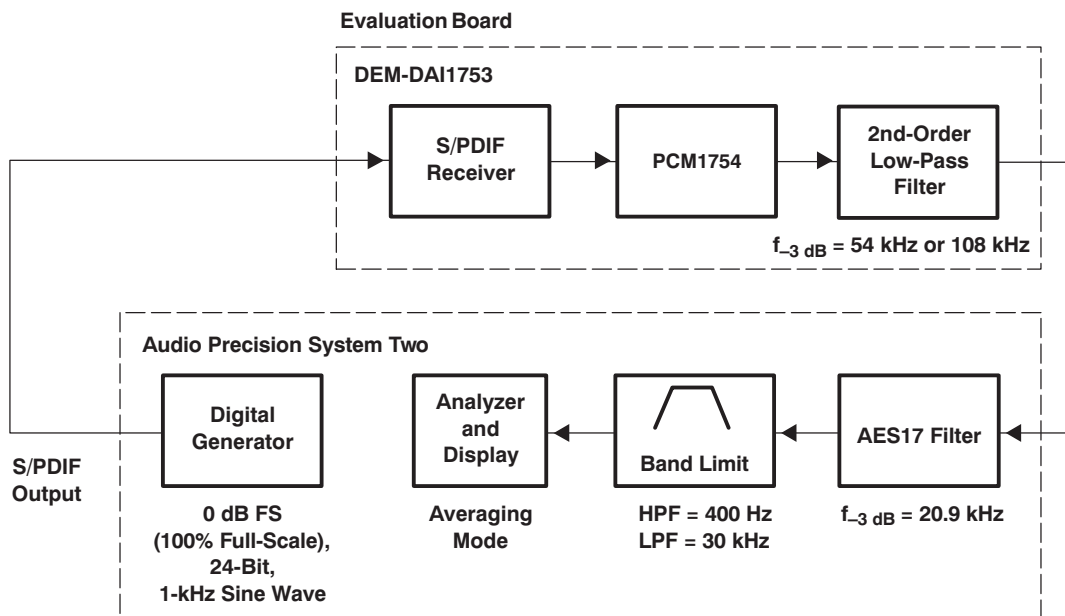 Evaluation Board
DEM-DAI1753
S/PDIF
Receiver
PCM1754
2nd-Order
Low-Pass
Filter
f–3 dB = 54 kHz or 108 kHz
Audio Precision System Two
Digital
Generator
Analyzer
and
Display
Band Limit
AES17 Filter
S/PDIF
Output
0 dB FS
(100% Full-Scale),
24-Bit,
1-kHz Sine Wave
Averaging
Mode
HPF = 400 Hz
LPF = 30 kHz
f–3 dB = 20.9 kHz